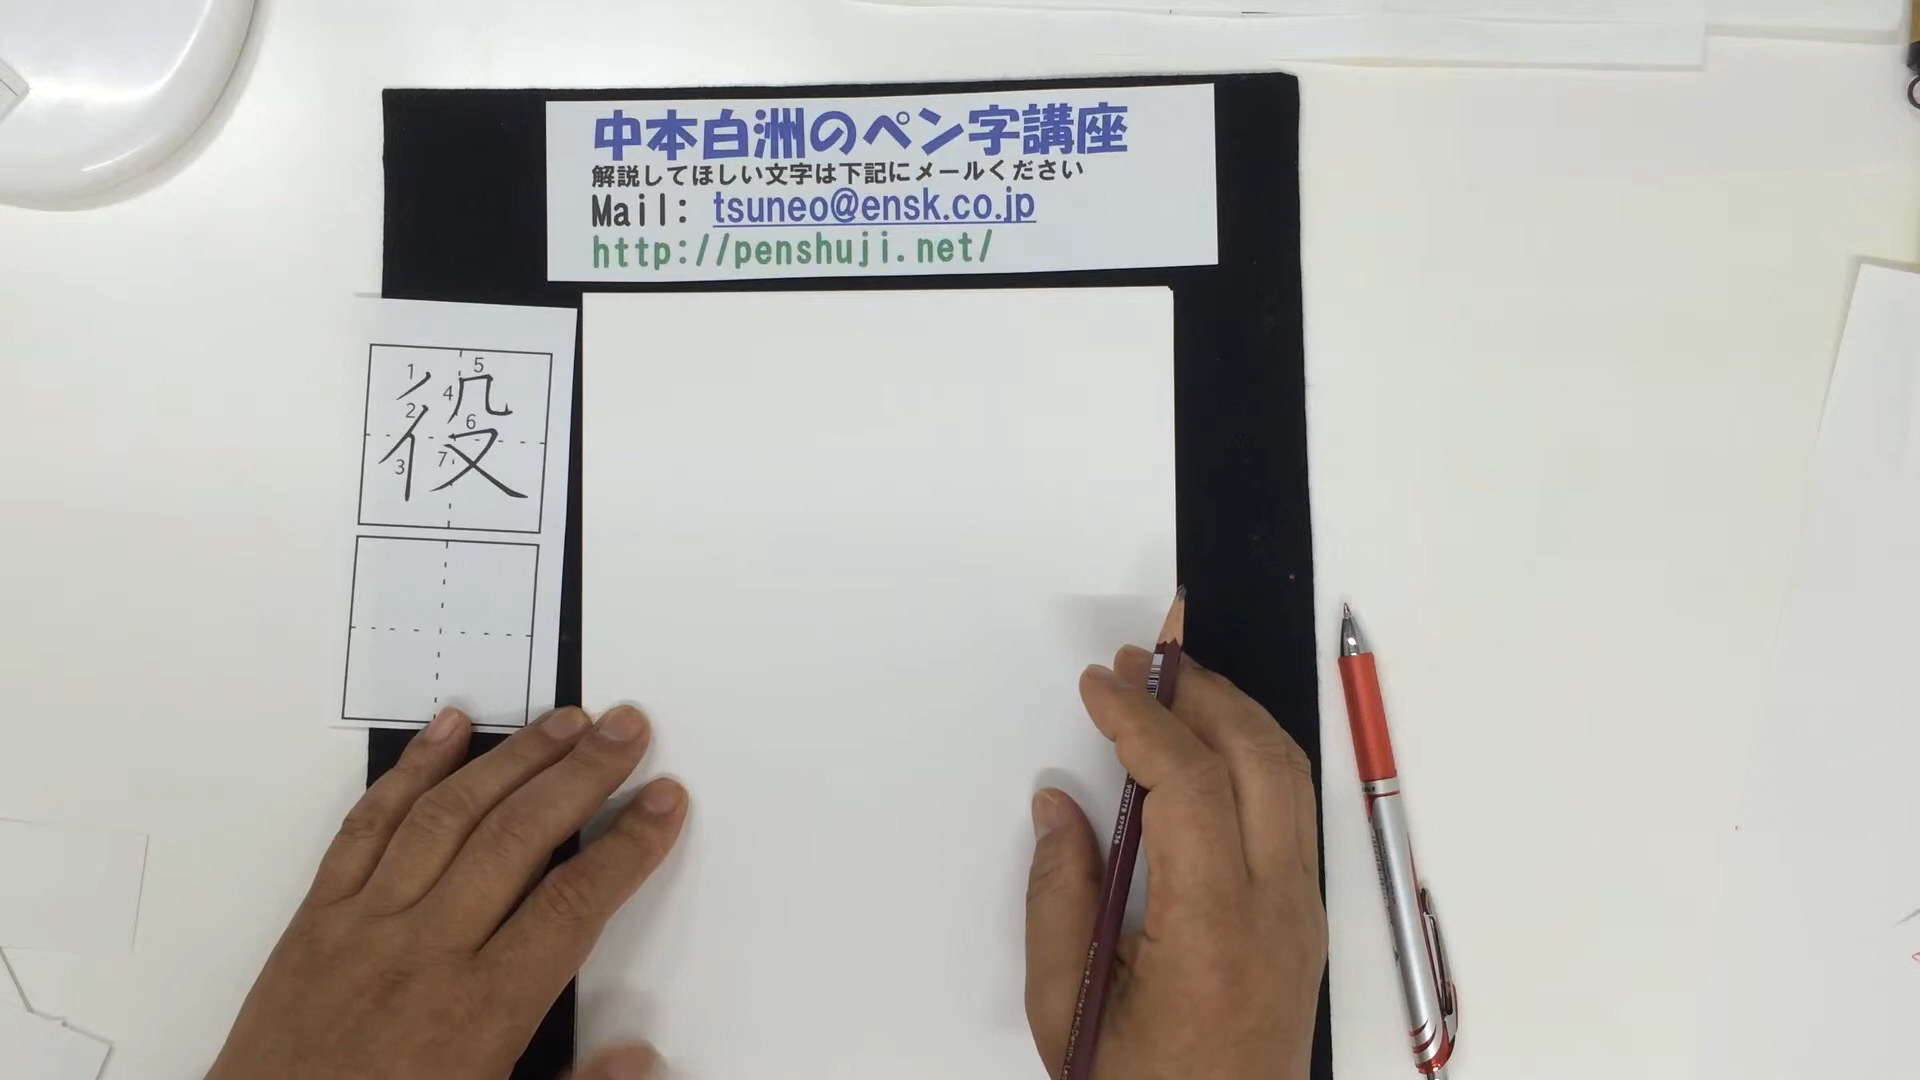 中本白洲のペン字講座
解説してほしい文字は下記にメールください
Mail: tsuneo@ensk.co.jp
http://penshuji.net/
役
1
2
3
4
5
6
7